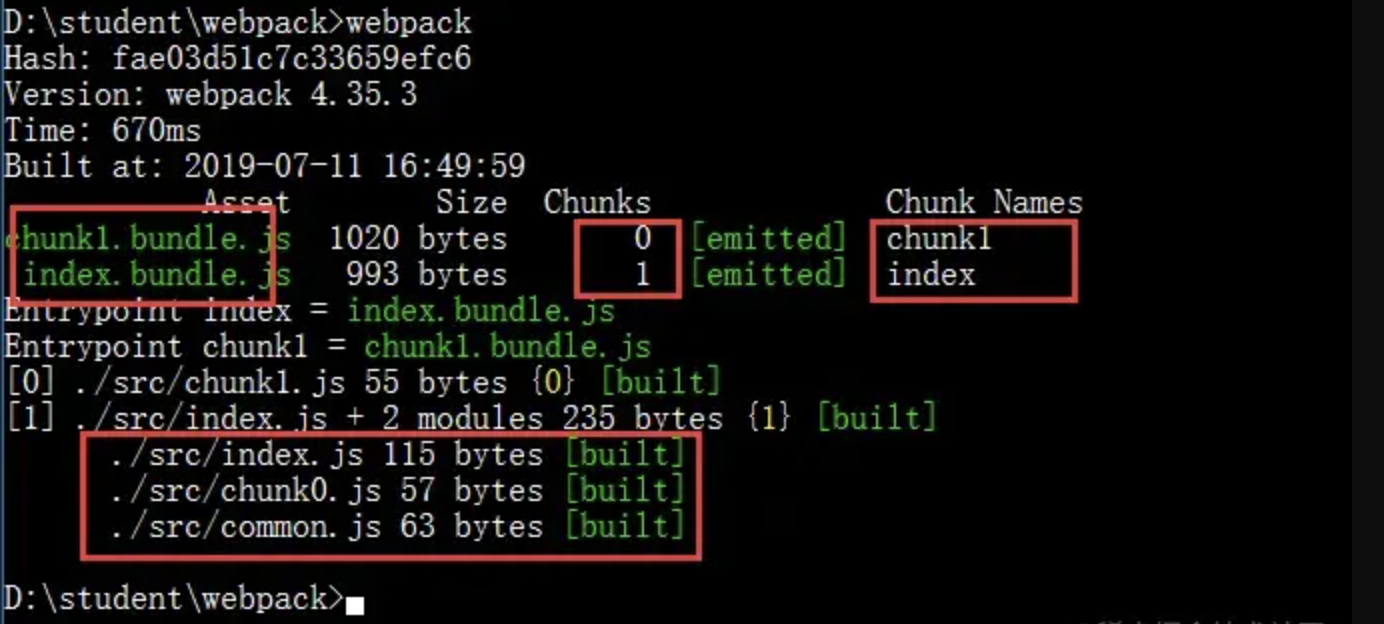 D:\student\webpack>webpack
Hash: fae03d51c7c33659efc6
Version: webpack 4.35.3
Time: 670ms
Built at: 2019-07-11 16:49:59
Asset Size Chunks Chunk Names
chunk1.bundle.js 1020 bytes 0 [emitted] chunk1
index.bundle.js 993 bytes 1 [emitted] index
Entrypoint index = index.bundle.js
Entrypoint chunk1 = chunk1.bundle.js
[0] ./src/chunk1.js 55 bytes {0} [built]
[1] ./src/index.js + 2 modules 235 bytes {1} [built]
./src/index.js 115 bytes [built]
./src/chunk0.js 57 bytes [built]
./src/common.js 63 bytes [built]
D:\student\webpack>